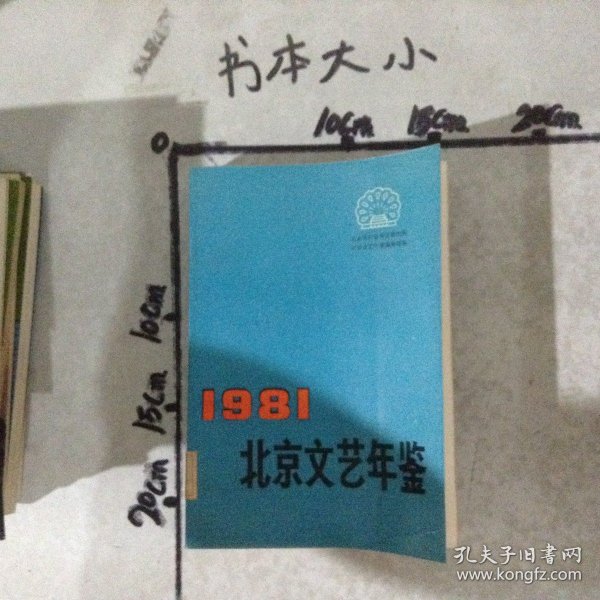 书本大小
10cm
15cm
20cm
0
10cm
15cm
20cm
1981
北京文艺年鉴
孔夫子旧书网
www.kongfz.com